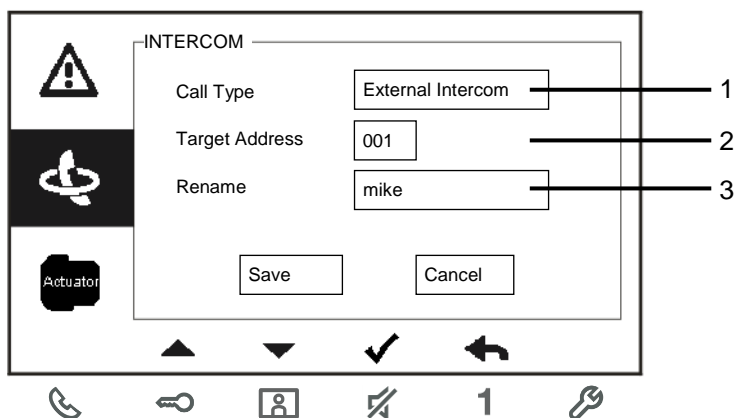 INTERCOM
Call Type External Intercom 1
Target Address 001 2
Rename mike 3
Actuator
Save Cancel
1